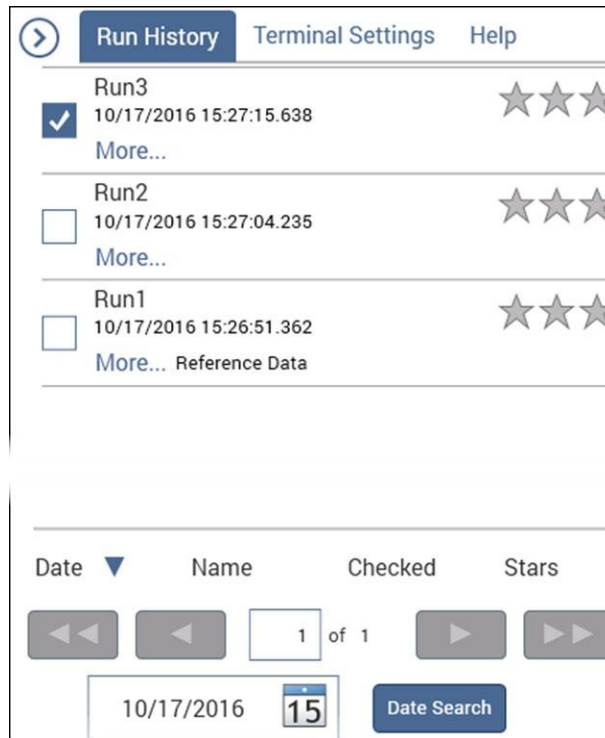 Run History Terminal Settings Help
Run3
10/17/2016 15:27:15.638
More...
Run2
10/17/2016 15:27:04.235
More...
Run1
10/17/2016 15:26:51.362
More... Reference Data
Date Name Checked Stars
1 of 1
10/17/2016 15 Date Search